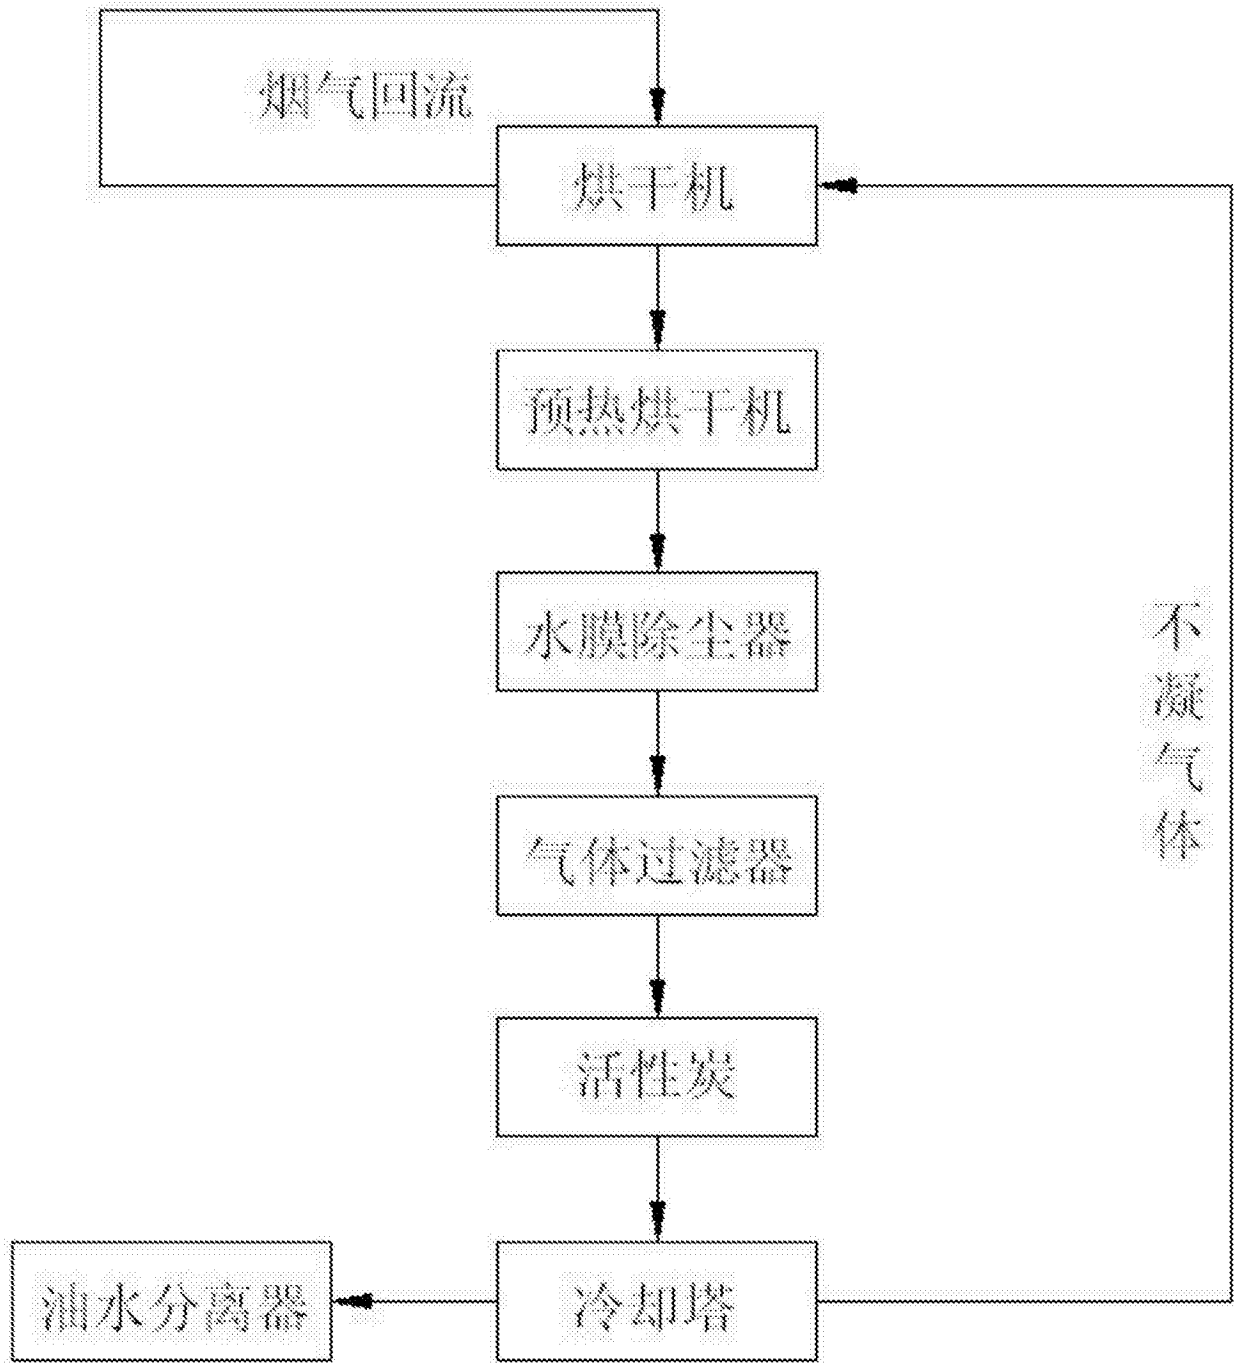 烟气回流
烘干机
预热烘干机
水膜除尘器
不凝气体
气体过滤器
活性炭
油水分离器
冷却塔